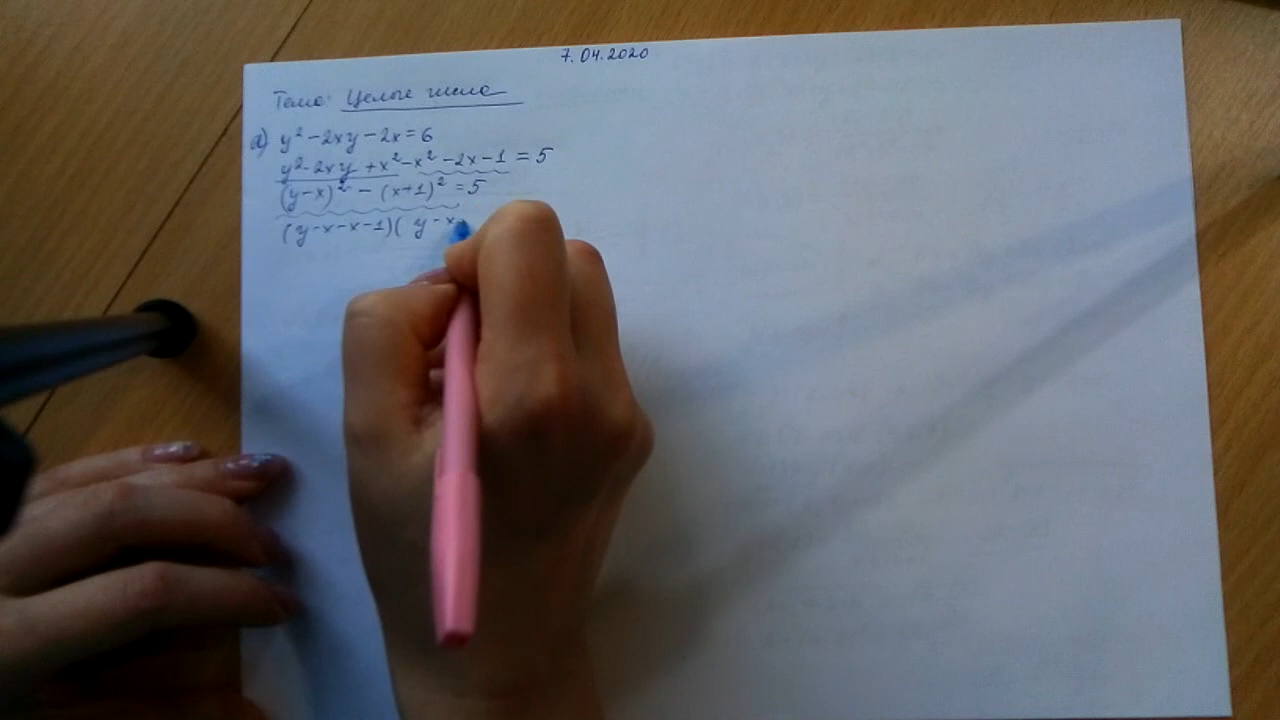 7.04.2020
Тема: Целые числа
а) y² - 2xy - 2x = 6
y² - 2xy + x² - x² - 2x - 1 = 5
(y-x)² - (x+1)² = 5
(y-x-x-1)( y-x